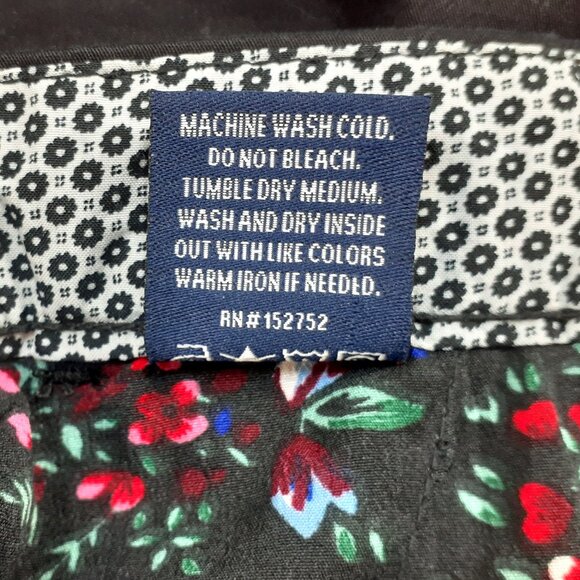 MACHINE WASH COLD.
DO NOT BLEACH.
TUMBLE DRY MEDIUM.
WASH AND DRY INSIDE
OUT WITH LIKE COLORS
WARM IRON IF NEEDED.
RN# 152752